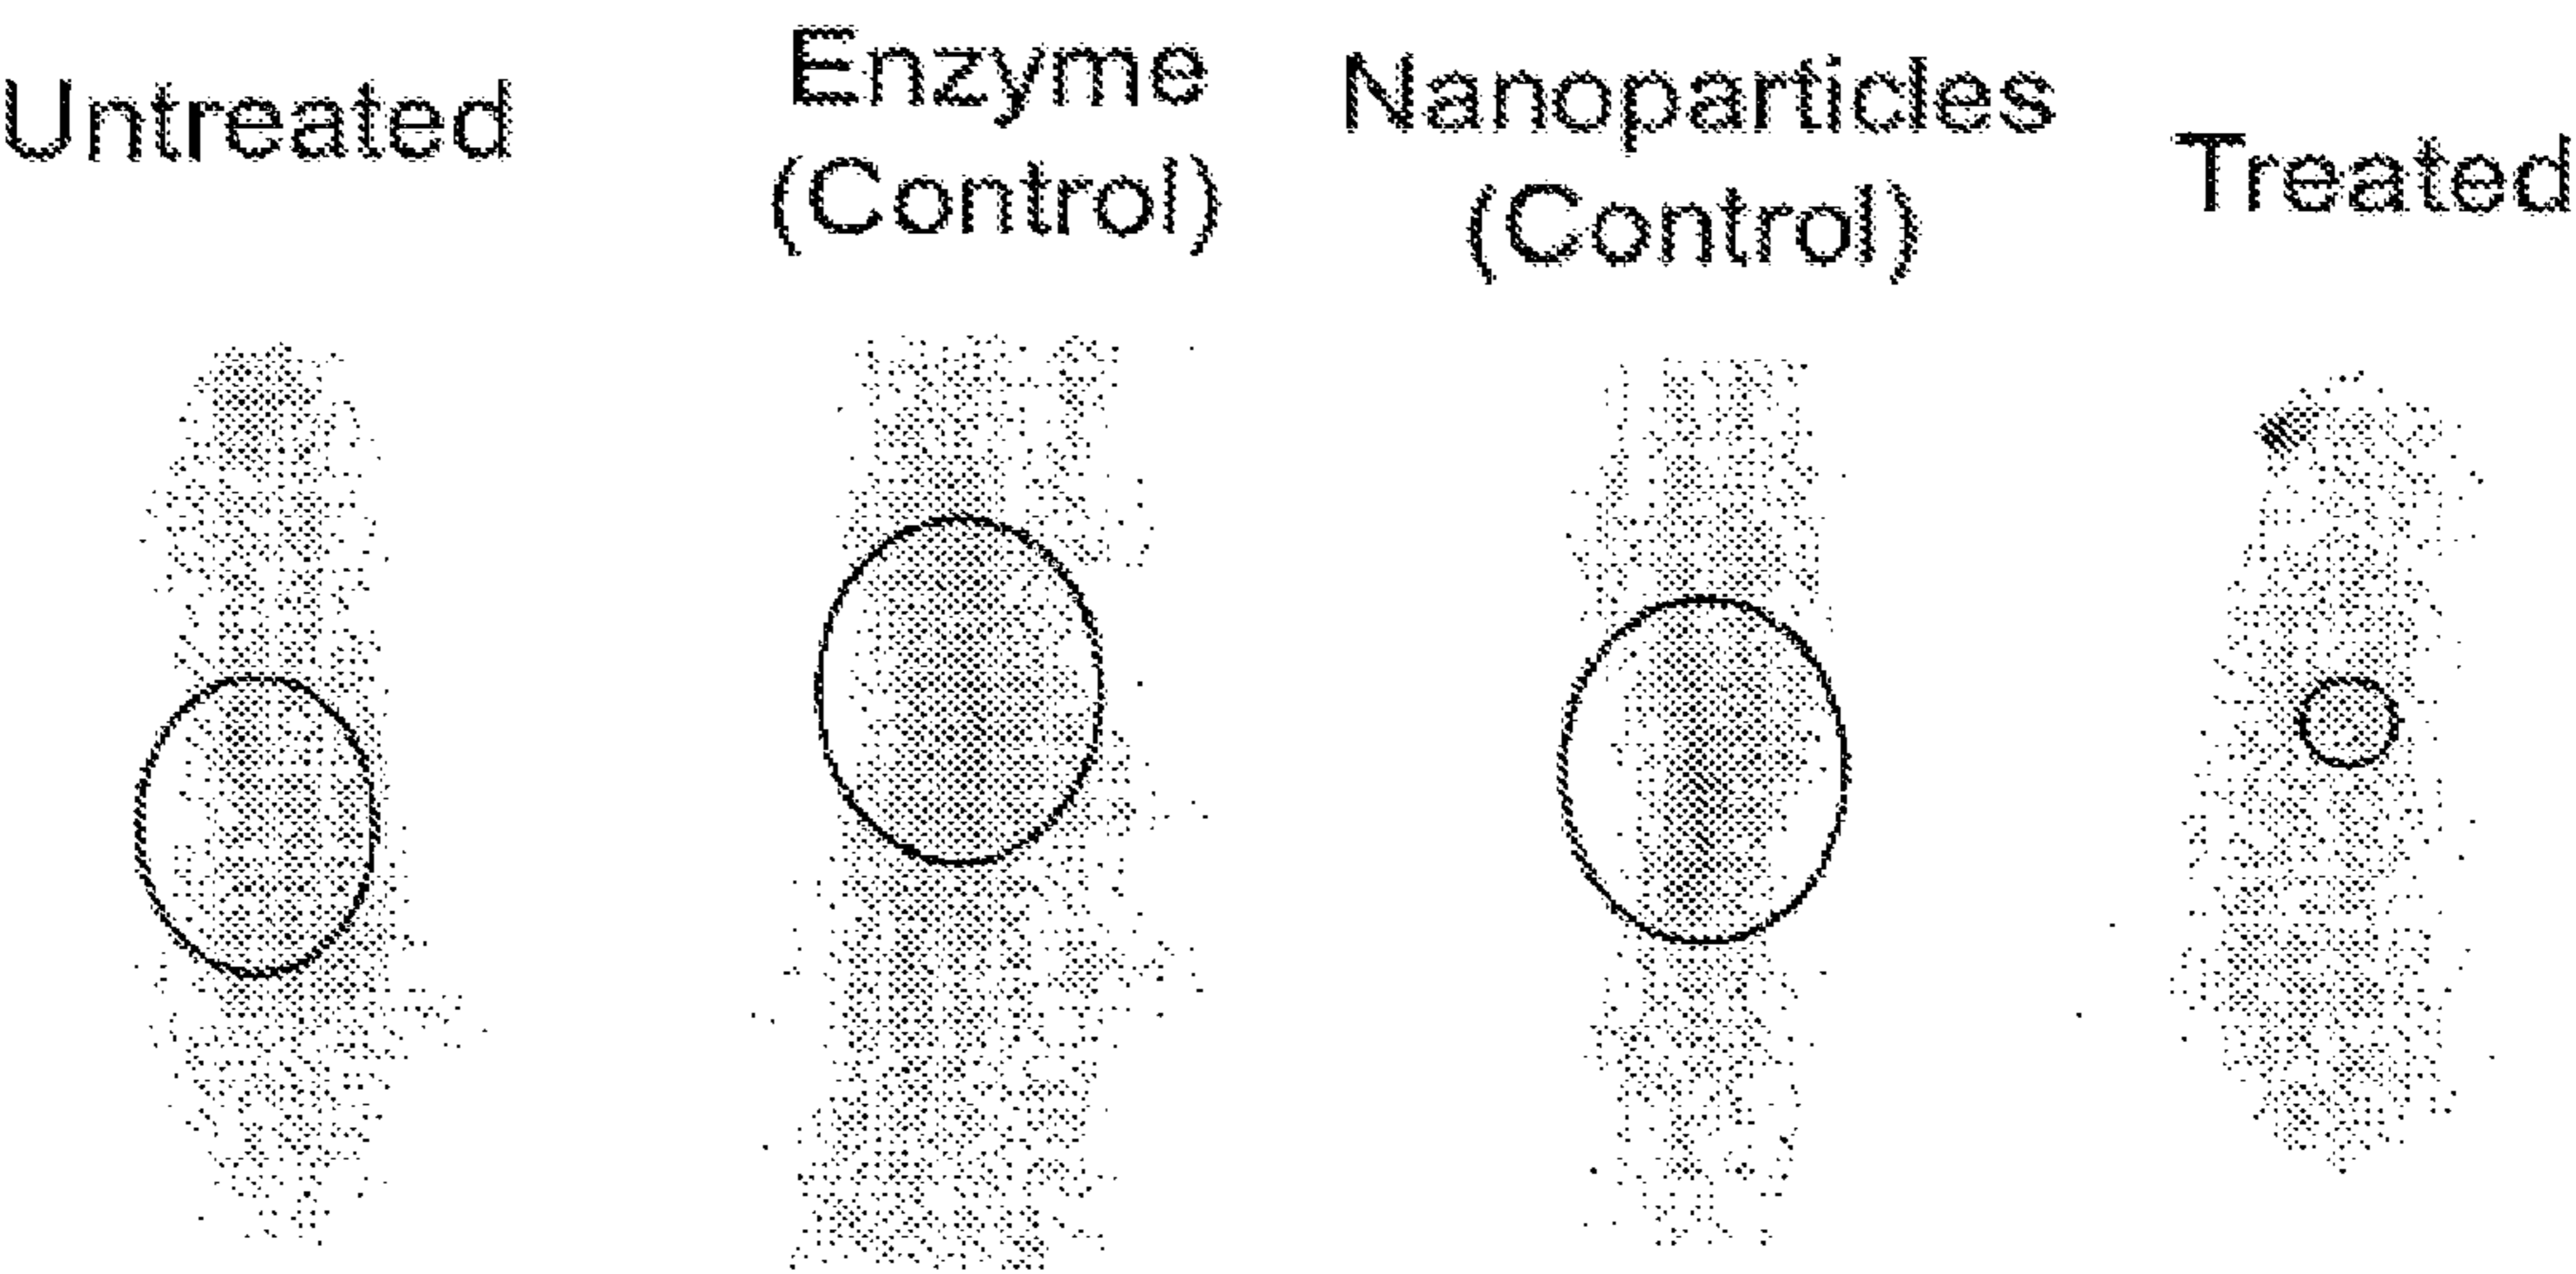 Untreated
Enzyme
(Control)
Nanoparticles
(Control)
Treated